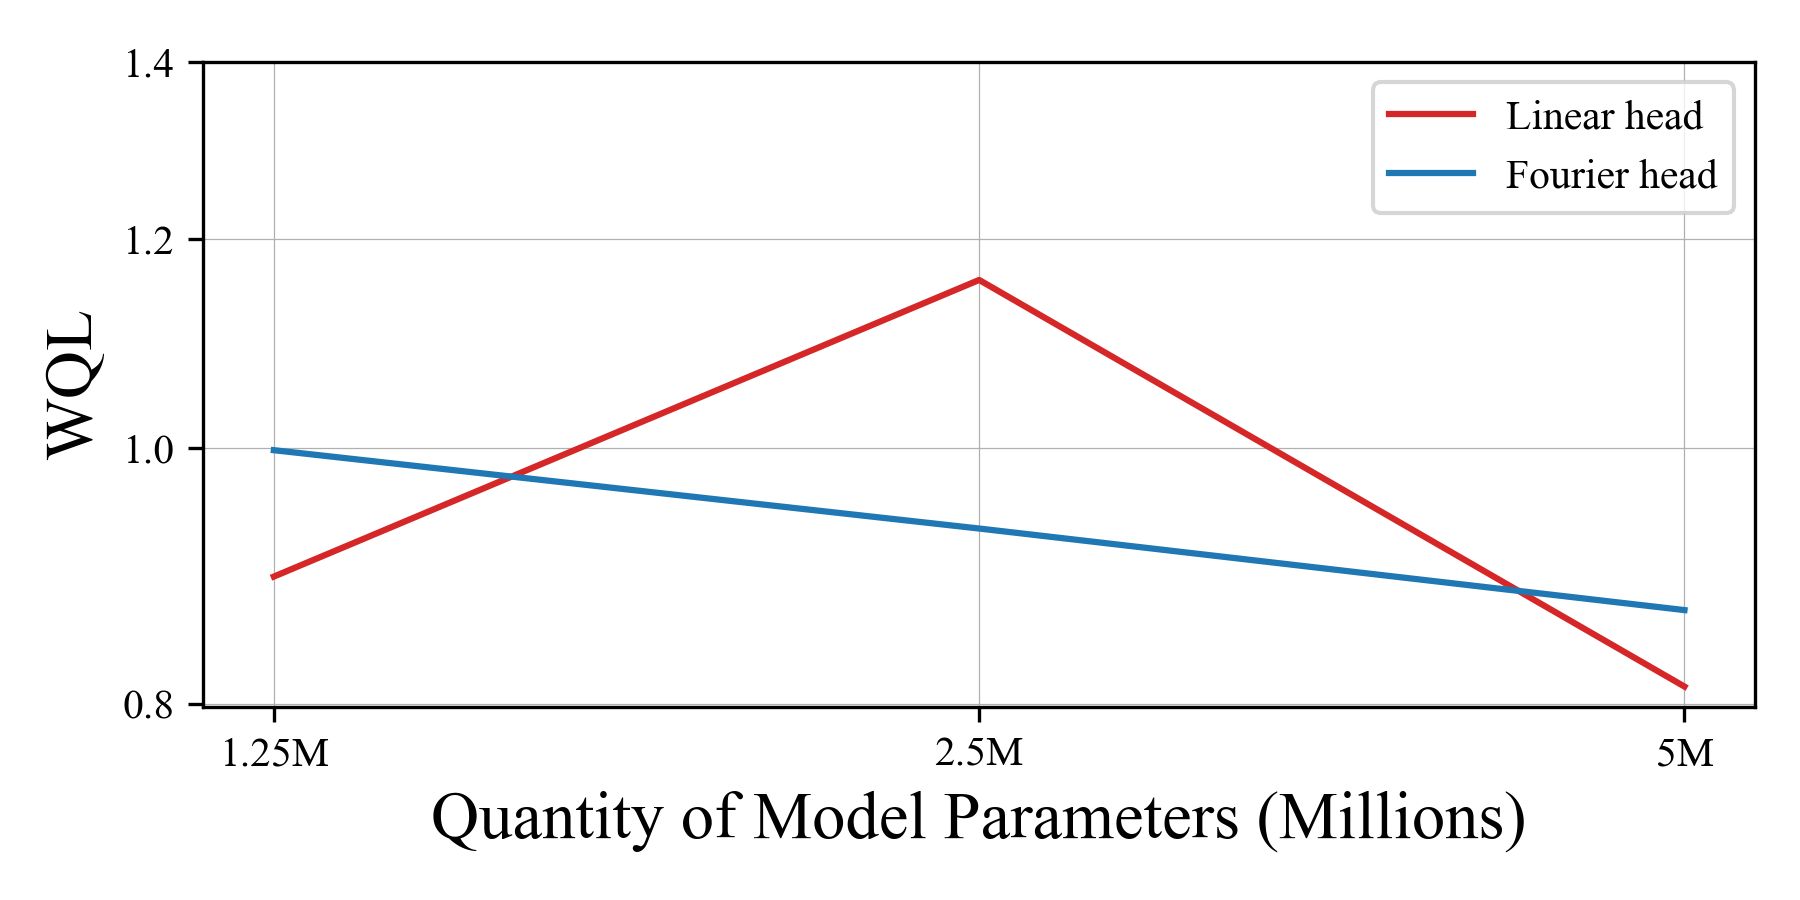 1.4
1.2
1.0
0.8
WQL
Linear head
Fourier head
1.25M
2.5M
5M
Quantity of Model Parameters (Millions)